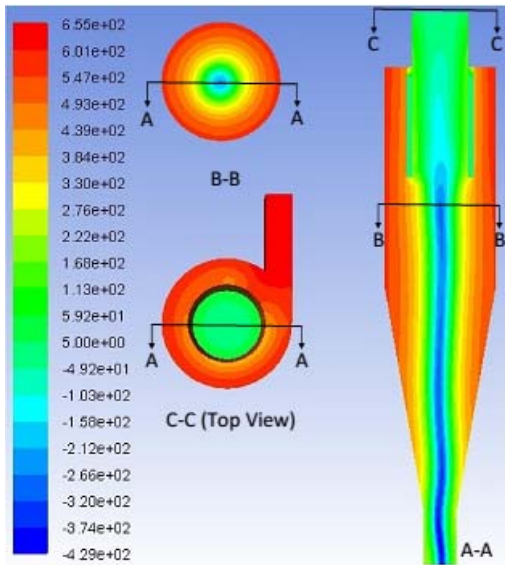 6.55e+02
6.01e+02
5.47e+02
4.93e+02
4.39e+02
3.84e+02
3.30e+02
2.76e+02
2.22e+02
1.68e+02
1.13e+02
5.92e+01
5.00e+00
-4.92e+01
-1.03e+02
-1.58e+02
-2.12e+02
-2.66e+02
-3.20e+02
-3.74e+02
-4.29e+02
A A
B-B
A A
C-C (Top View)
C C
B B
A-A